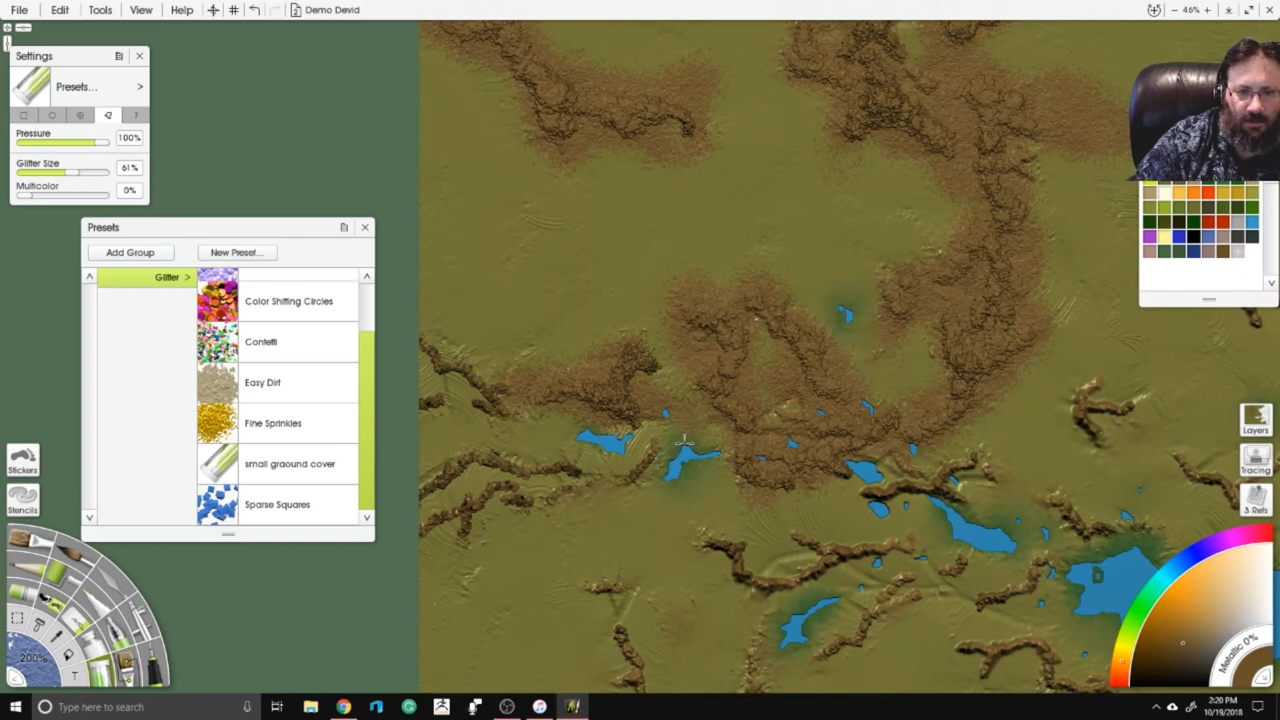 File Edit Tools View Help Demo Devid 46%
Settings
Presets... >
Pressure 100%
Glitter Size 61%
Multicolor 0%
Presets
Add Group New Preset...
Glitter >
Color Shifting Circles
Confetti
Easy Dirt
Fine Sprinkles
small graound cover
Sparse Squares
Stickers
Stencils
200%
T
Layers
Tracing
3 Refs
Metallic 0%
Type here to search
2:20 PM
10/19/2018